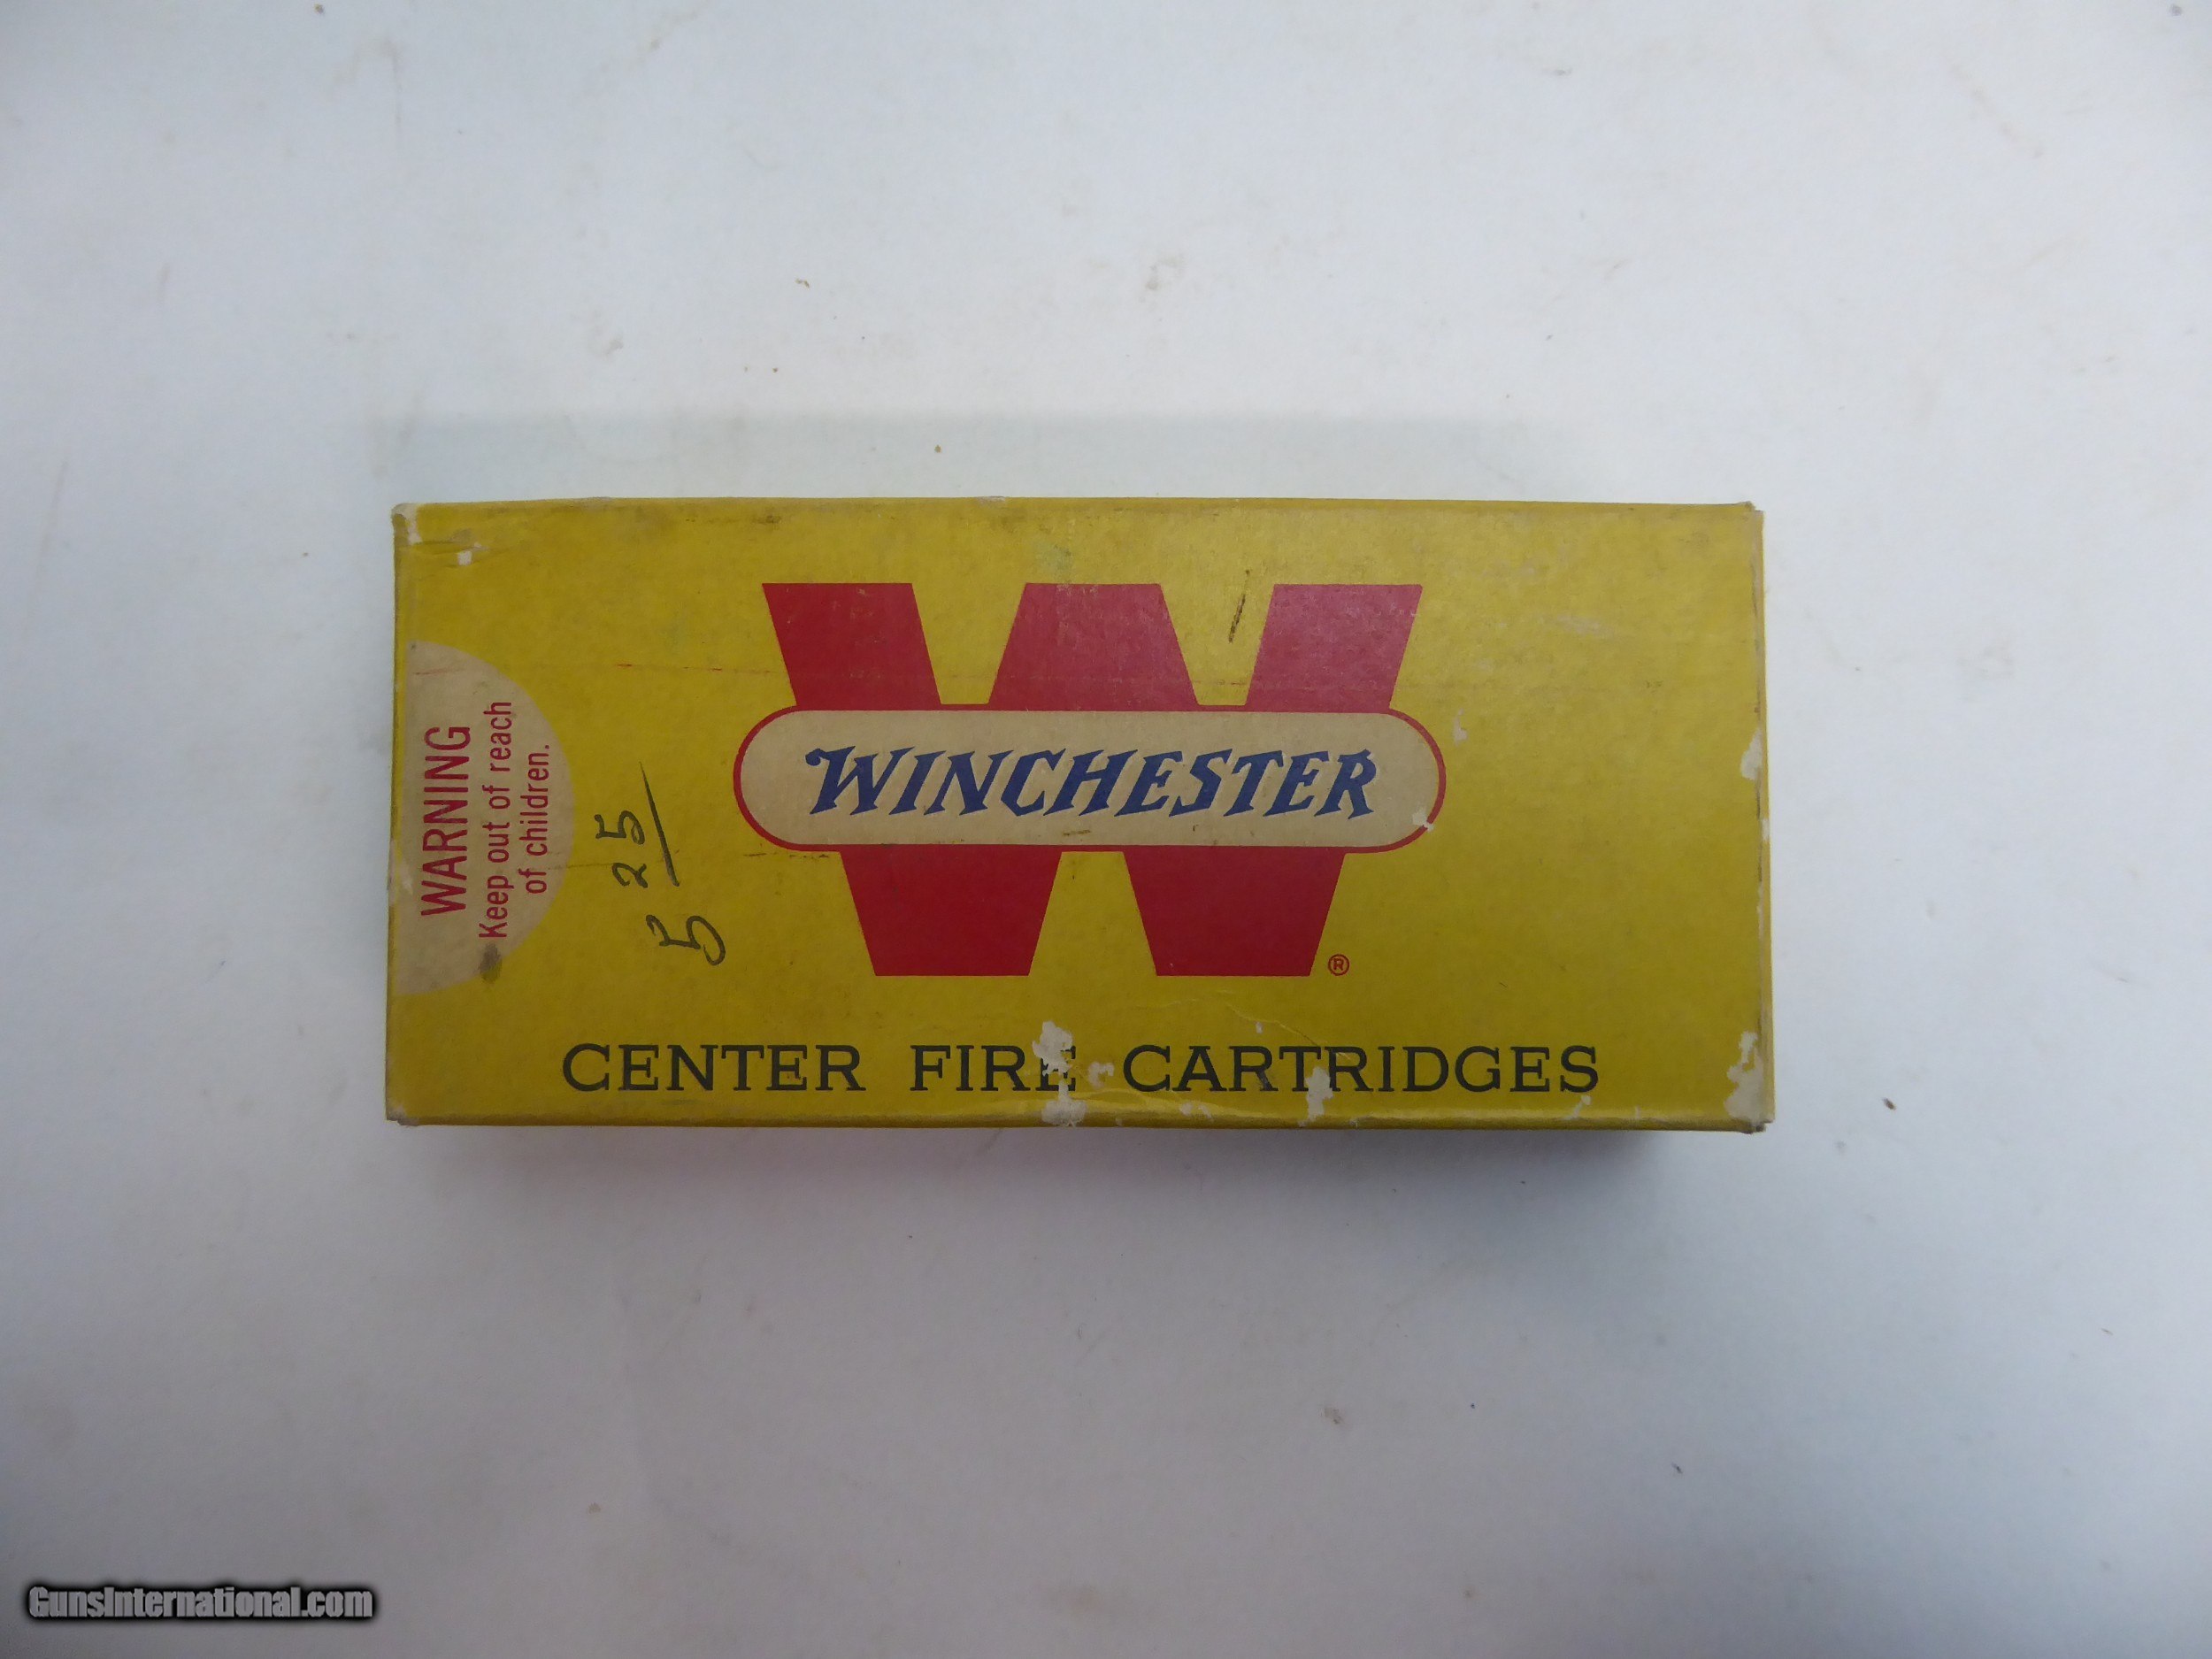 WARNING
Keep out of reach
of children.
5 25
WINCHESTER
®
CENTER FIRE CARTRIDGES
GunsInternational.com